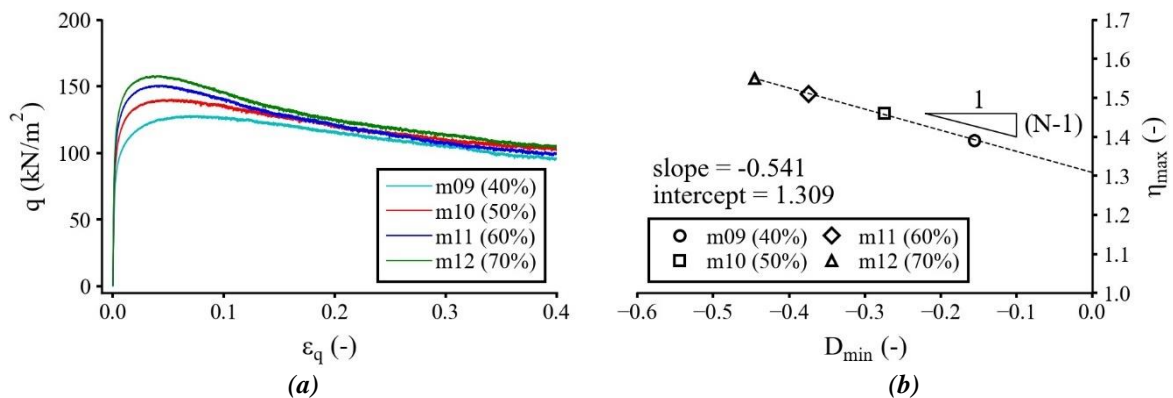 200
150
100
50
0
q (kN/m²)
m09 (40%)
m10 (50%)
m11 (60%)
m12 (70%)
0.0 0.1 0.2 0.3 0.4
ε_q (-)
(a)
1
(N-1)
slope = -0.541
intercept = 1.309
m09 (40%) m11 (60%)
m10 (50%) m12 (70%)
1.7
1.6
1.5
1.4
1.3
1.2
1.1
1.0
η_max (-)
−0.6 −0.5 −0.4 −0.3 −0.2 −0.1 0.0
D_min (-)
(b)